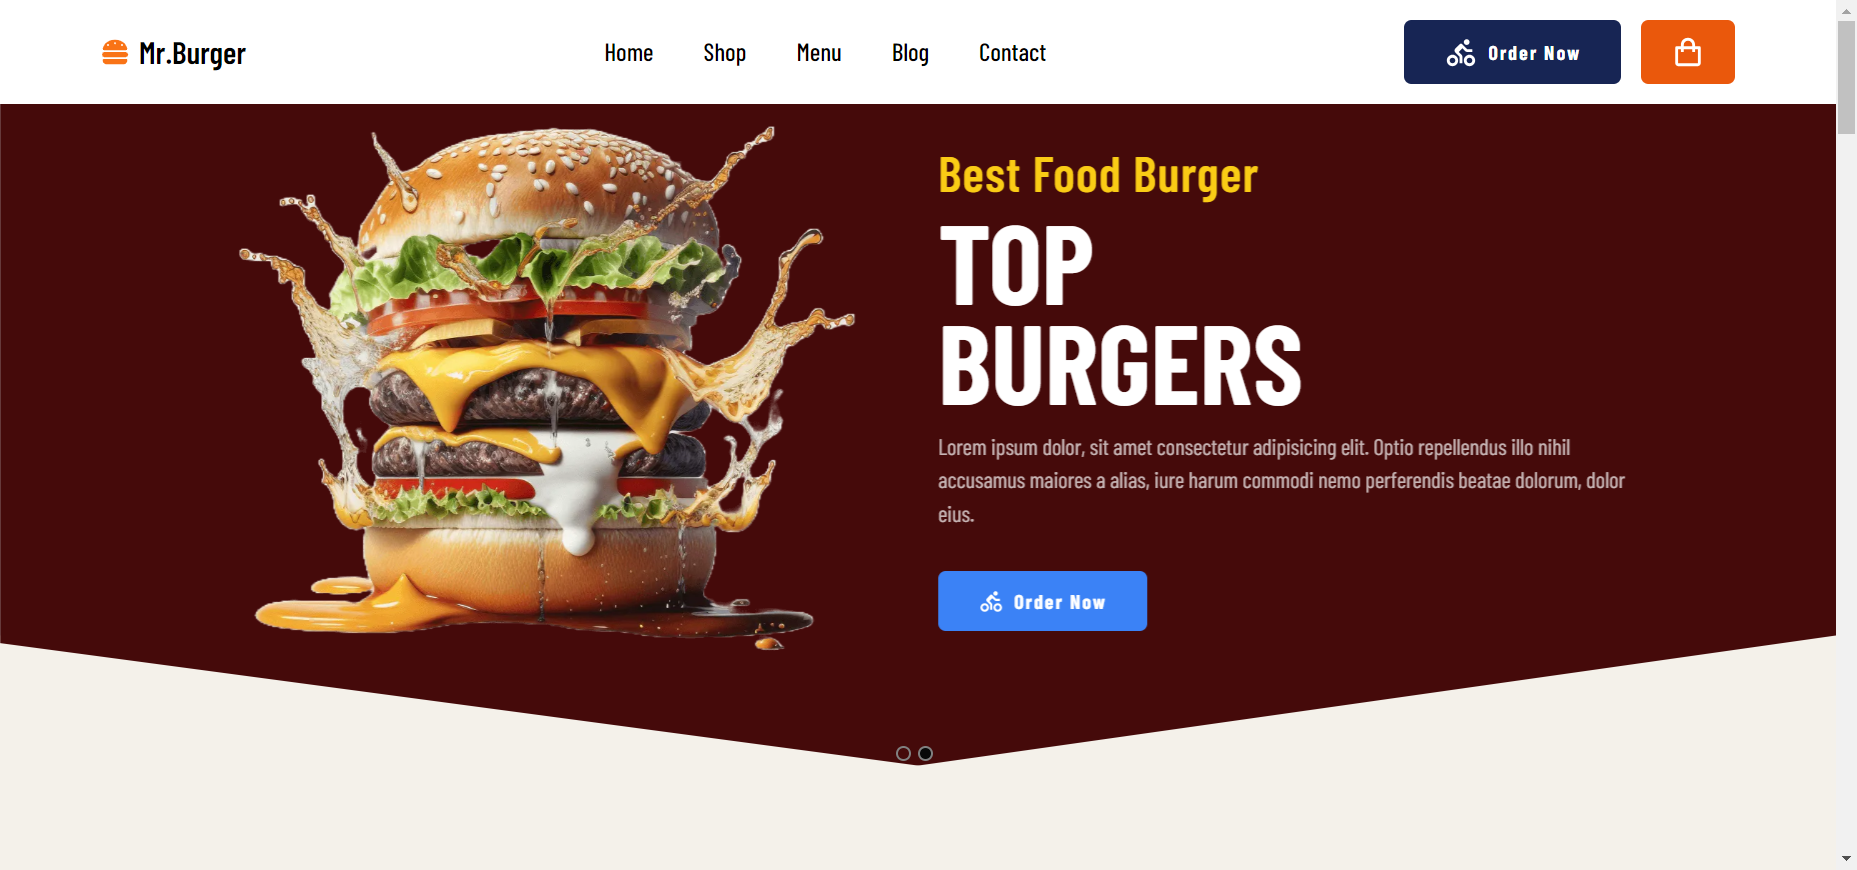 Mr.Burger
Home Shop Menu Blog Contact
Order Now
Best Food Burger
TOP
BURGERS
Lorem ipsum dolor, sit amet consectetur adipisicing elit. Optio repellendus illo nihil
accusamus maiores a alias, iure harum commodi nemo perferendis beatae dolorum, dolor
eius.
Order Now